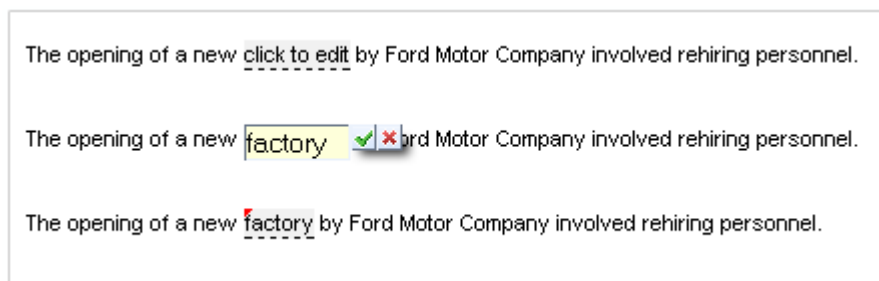 The opening of a new click to edit by Ford Motor Company involved rehiring personnel.
The opening of a new factory ord Motor Company involved rehiring personnel.
The opening of a new factory by Ford Motor Company involved rehiring personnel.